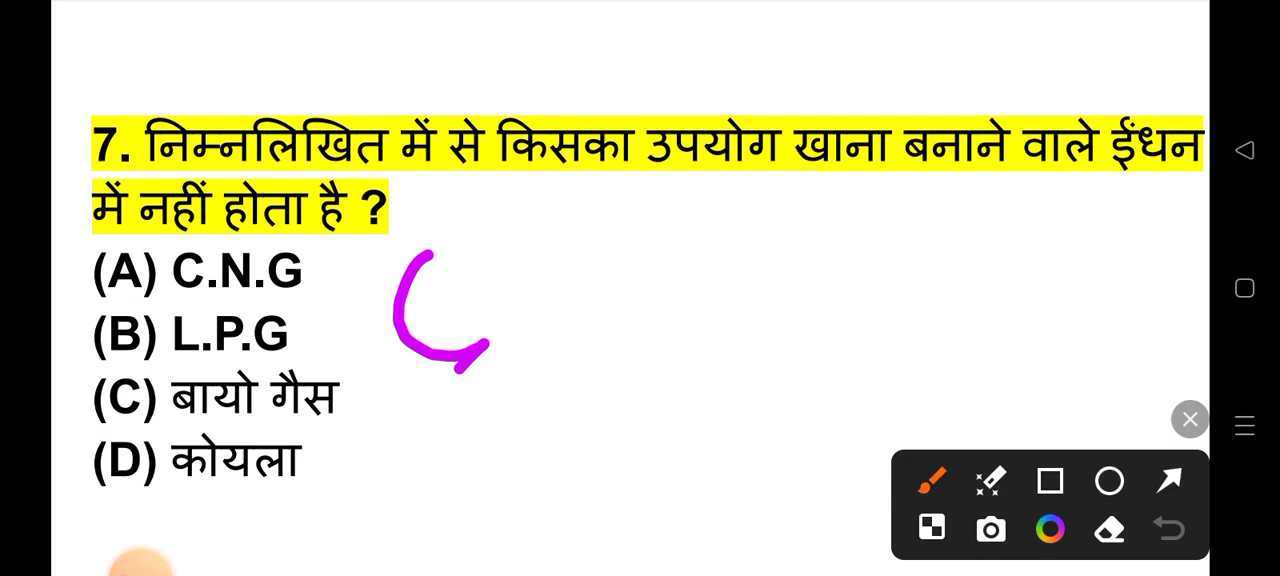 7. निम्नलिखित में से किसका उपयोग खाना बनाने वाले ईंधन
में नहीं होता है ?
(A) C.N.G
(B) L.P.G
(C) बायो गैस
(D) कोयला